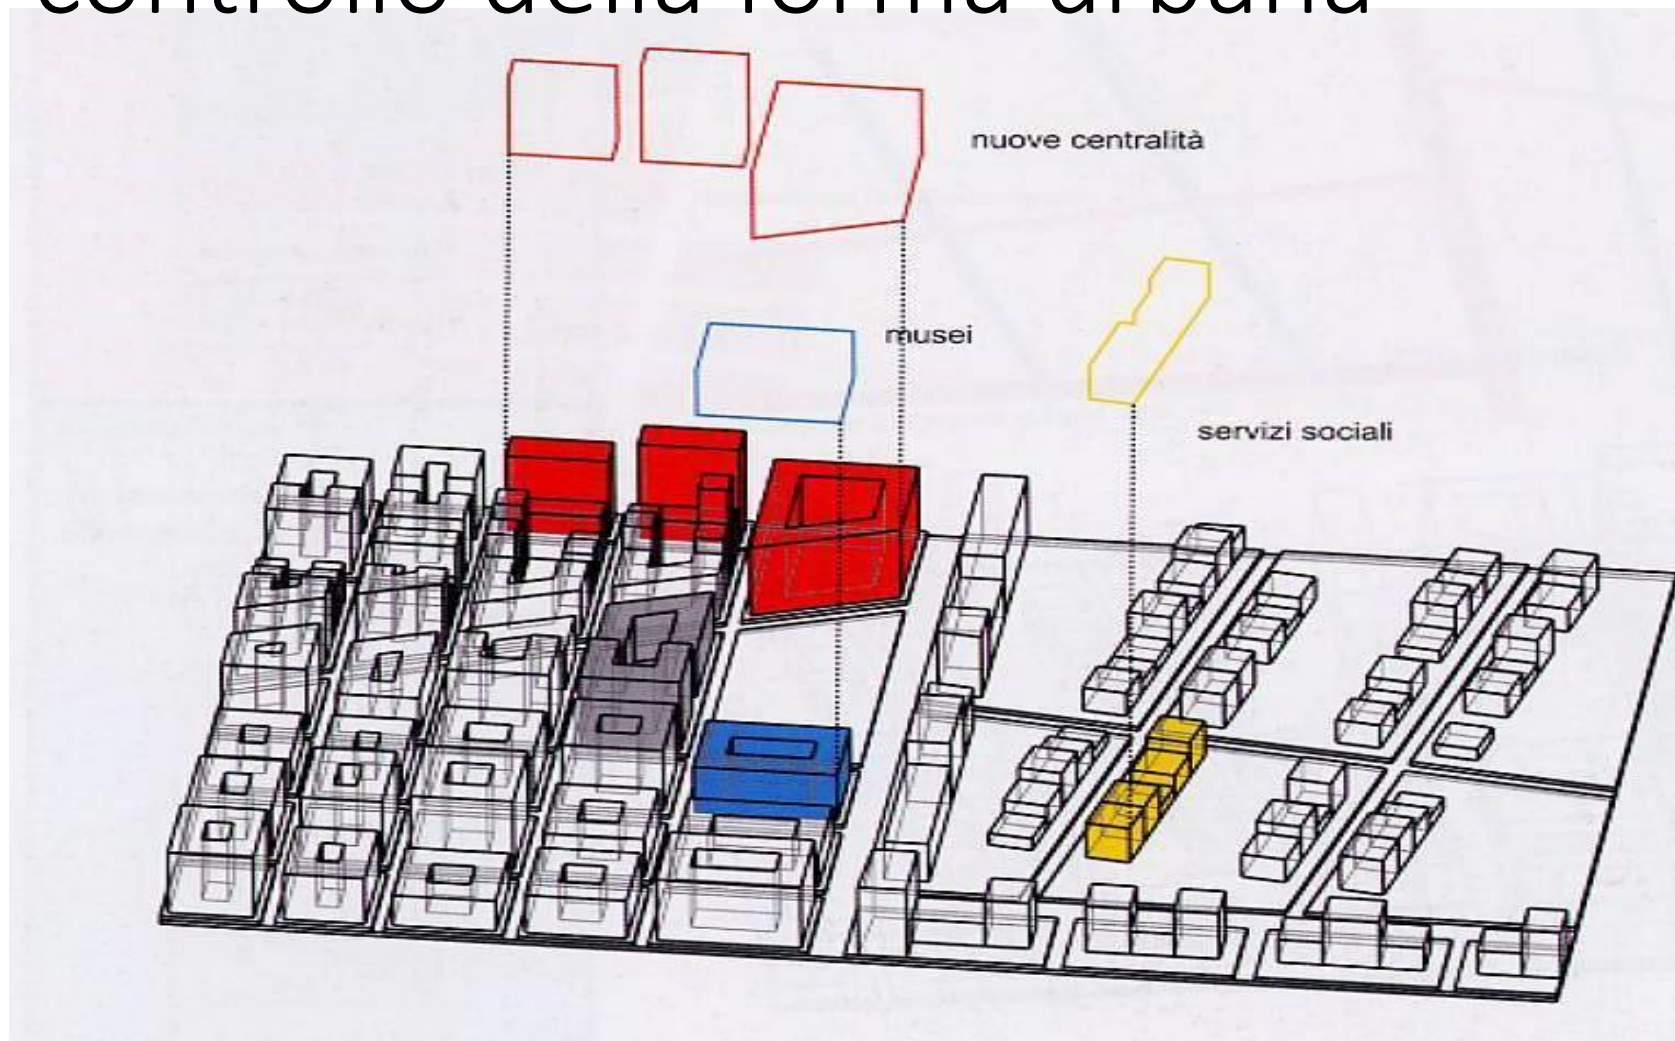 controllo della forma urbana
nuove centralità
musei
servizi sociali